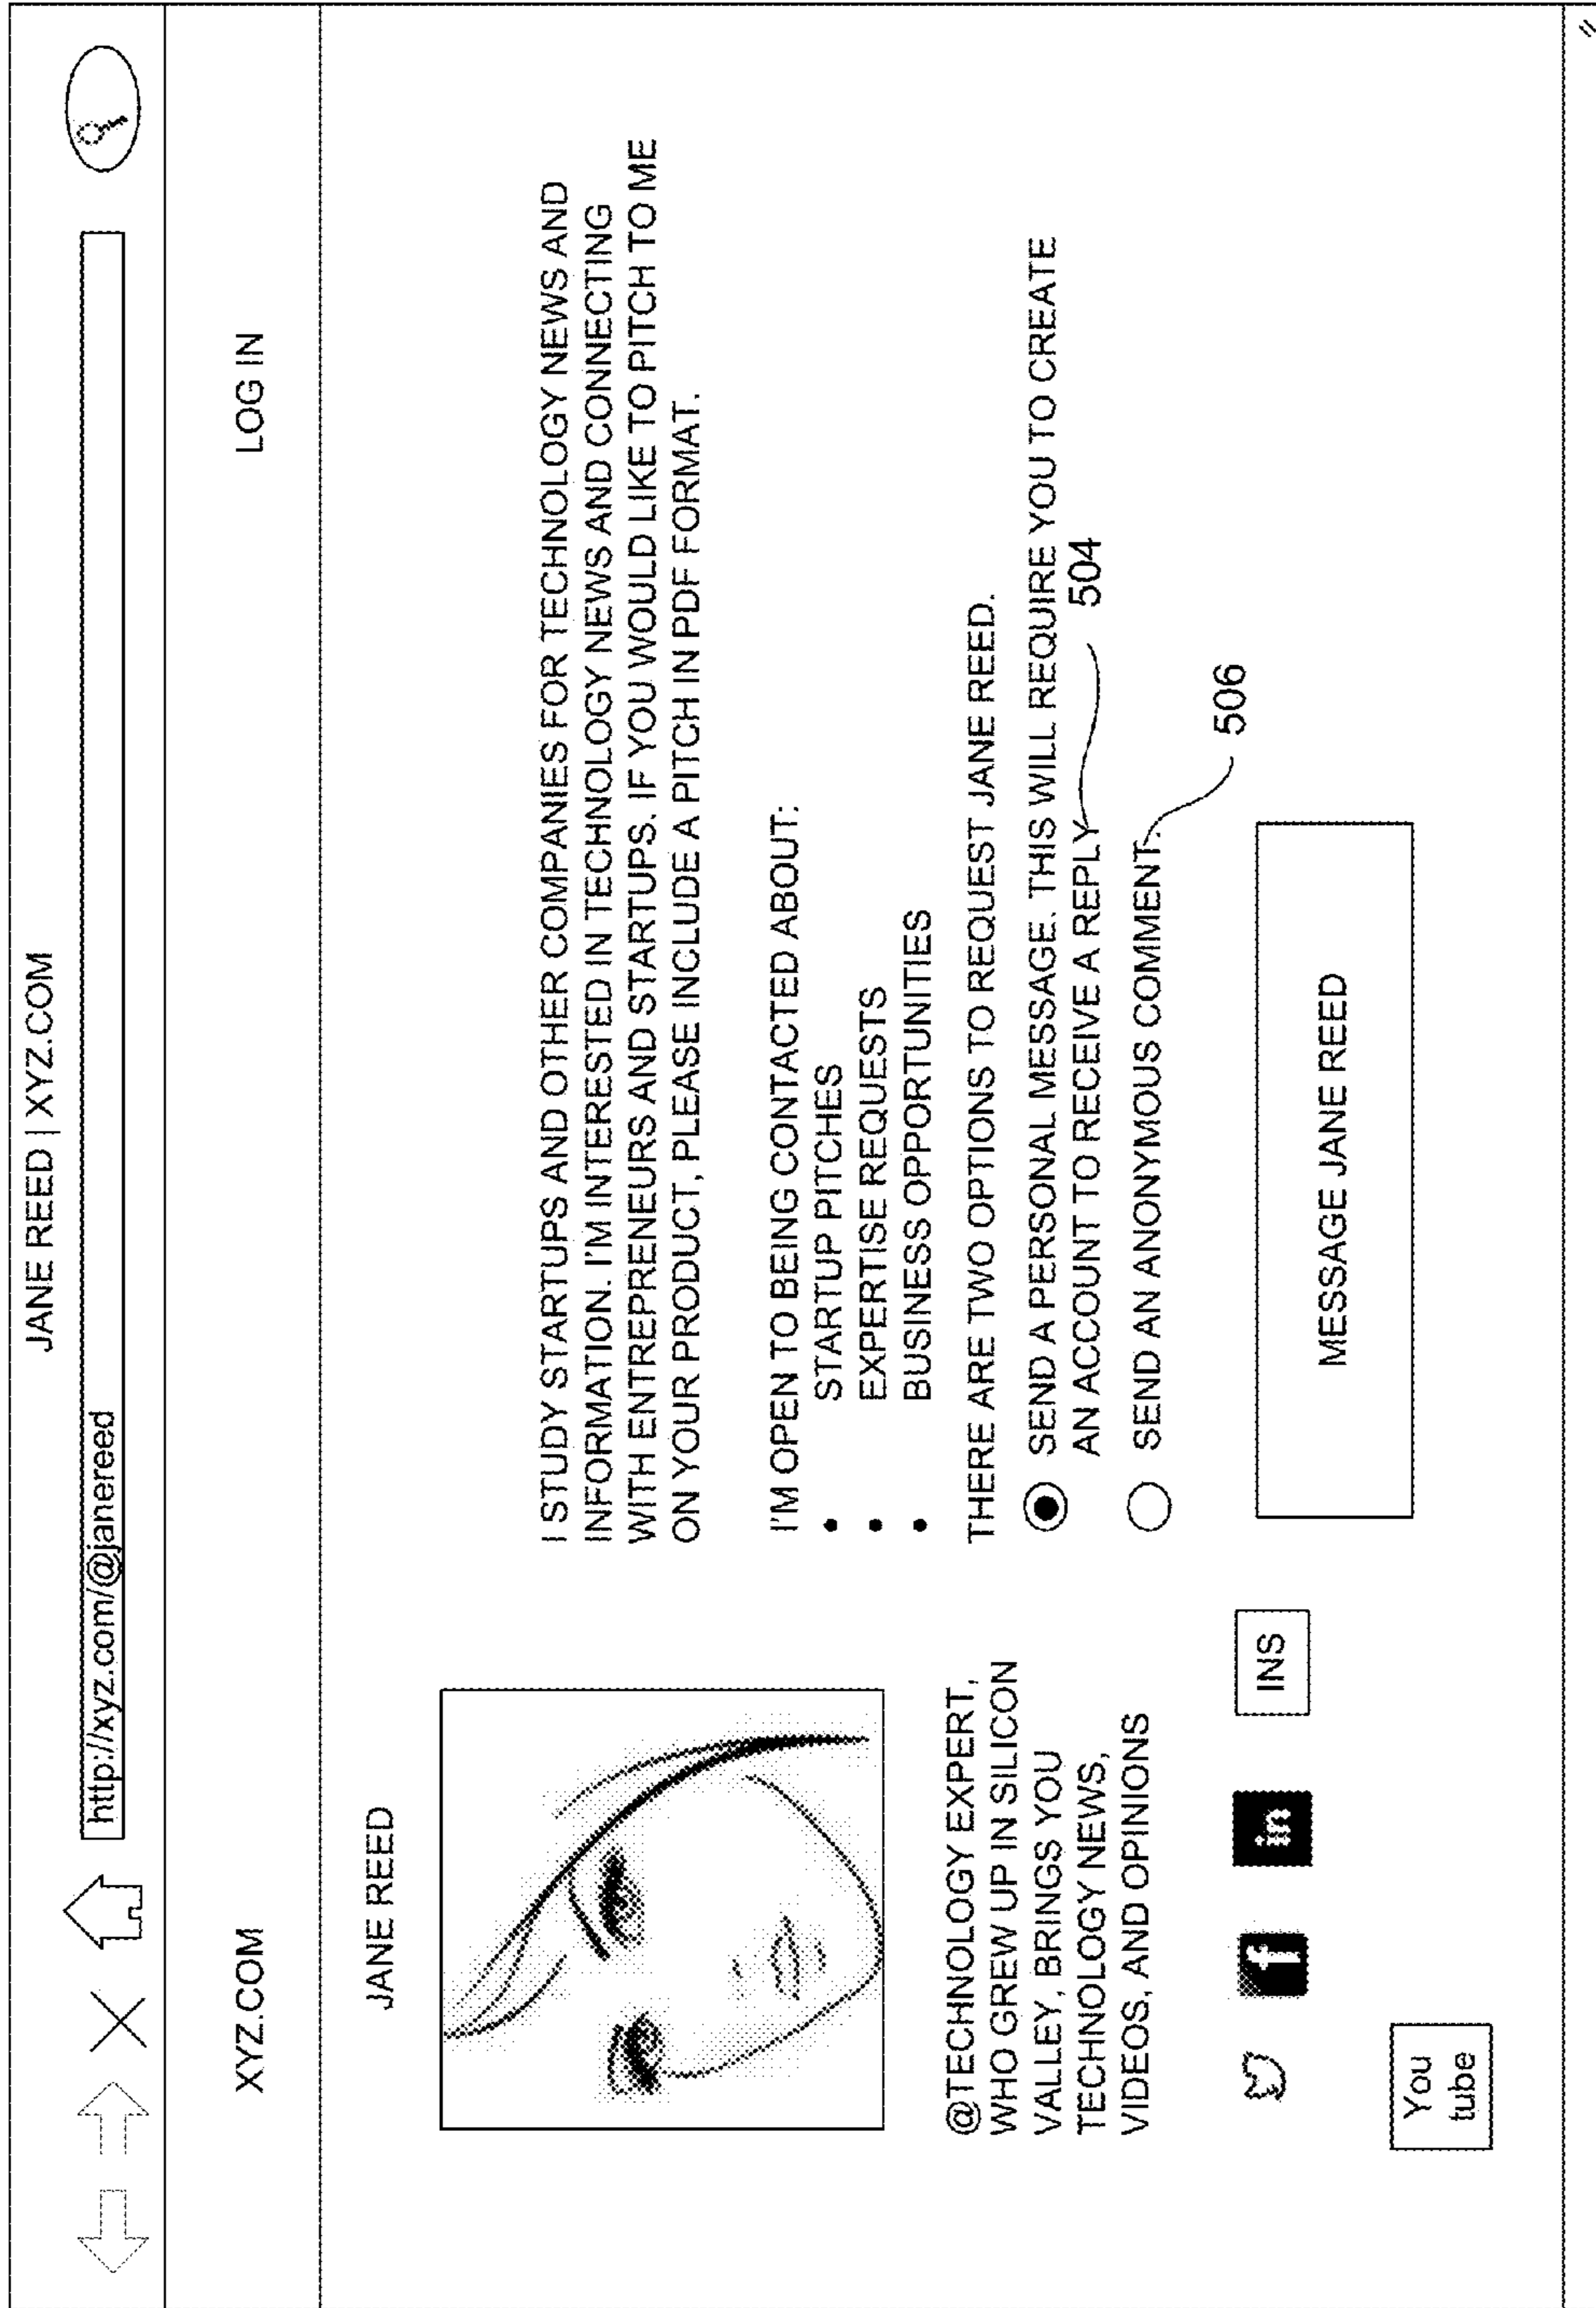 JANE REED | XYZ.COM
http://xyz.com/@janereed
XYZ.COM
LOG IN
JANE REED
@TECHNOLOGY EXPERT,
WHO GREW UP IN SILICON
VALLEY, BRINGS YOU
TECHNOLOGY NEWS,
VIDEOS, AND OPINIONS
f
in
INS
You
tube
I STUDY STARTUPS AND OTHER COMPANIES FOR TECHNOLOGY NEWS AND
INFORMATION. I'M INTERESTED IN TECHNOLOGY NEWS AND CONNECTING
WITH ENTREPRENEURS AND STARTUPS. IF YOU WOULD LIKE TO PITCH TO ME
ON YOUR PRODUCT, PLEASE INCLUDE A PITCH IN PDF FORMAT.
I'M OPEN TO BEING CONTACTED ABOUT:
• STARTUP PITCHES
• EXPERTISE REQUESTS
• BUSINESS OPPORTUNITIES
THERE ARE TWO OPTIONS TO REQUEST JANE REED.
SEND A PERSONAL MESSAGE. THIS WILL REQUIRE YOU TO CREATE
AN ACCOUNT TO RECEIVE A REPLY
504
SEND AN ANONYMOUS COMMENT.
506
MESSAGE JANE REED